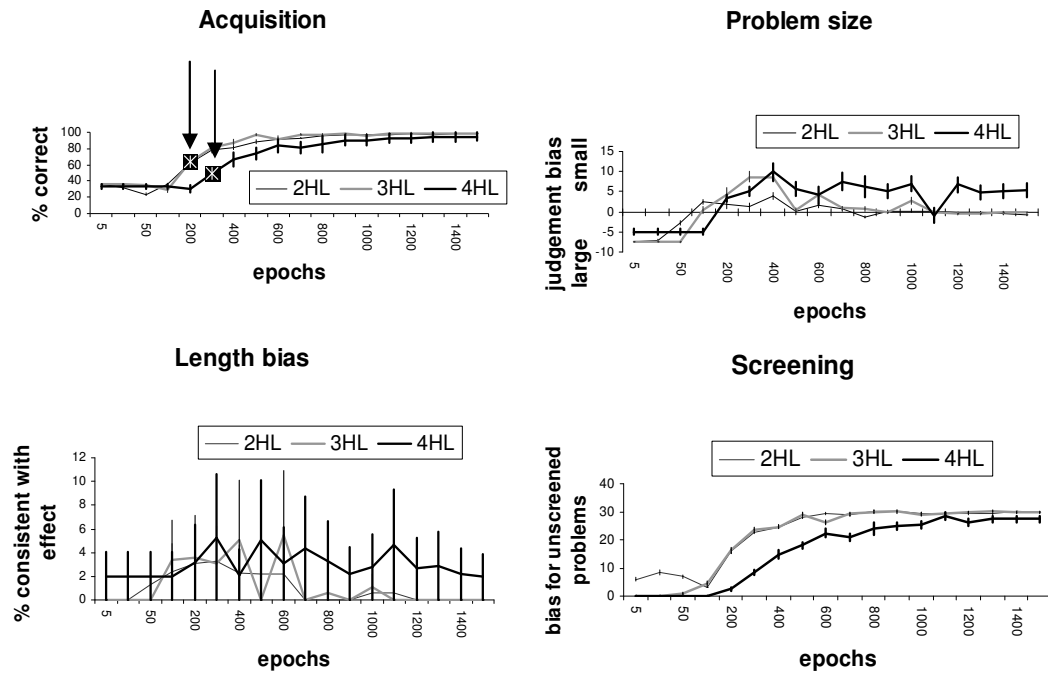 Acquisition
% correct
100
80
60
40
20
0
2HL 3HL 4HL
5 50 200 400 600 800 1000 1200 1400
epochs
Problem size
judgement bias
large small
2HL 3HL 4HL
15
10
5
0
-5
-10
5 50 200 400 600 800 1000 1200 1400
epochs
Length bias
% consistent with
effect
2HL 3HL 4HL
12
10
8
6
4
2
0
5 50 200 400 600 800 1000 1200 1400
epochs
Screening
bias for unscreened
problems
2HL 3HL 4HL
40
30
20
10
0
5 50 200 400 600 800 1000 1200 1400
epochs